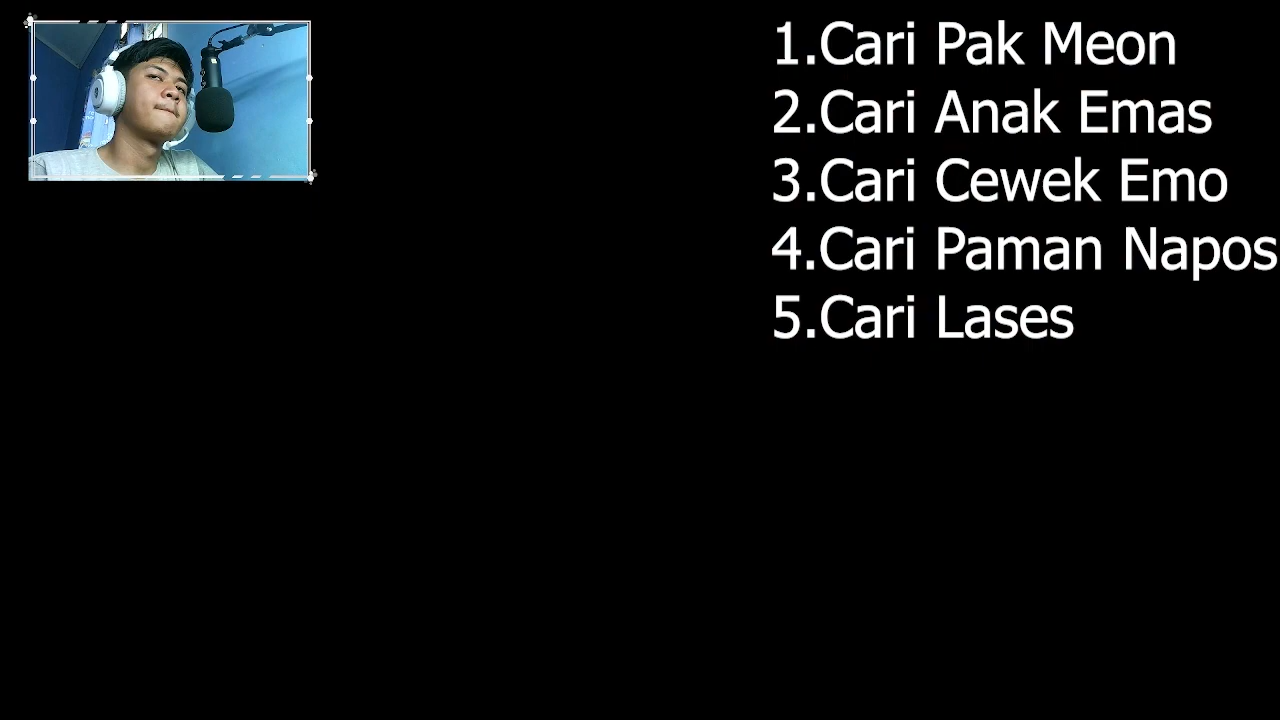 1.Cari Pak Meon
2.Cari Anak Emas
3.Cari Cewek Emo
4.Cari Paman Napos
5.Cari Lases